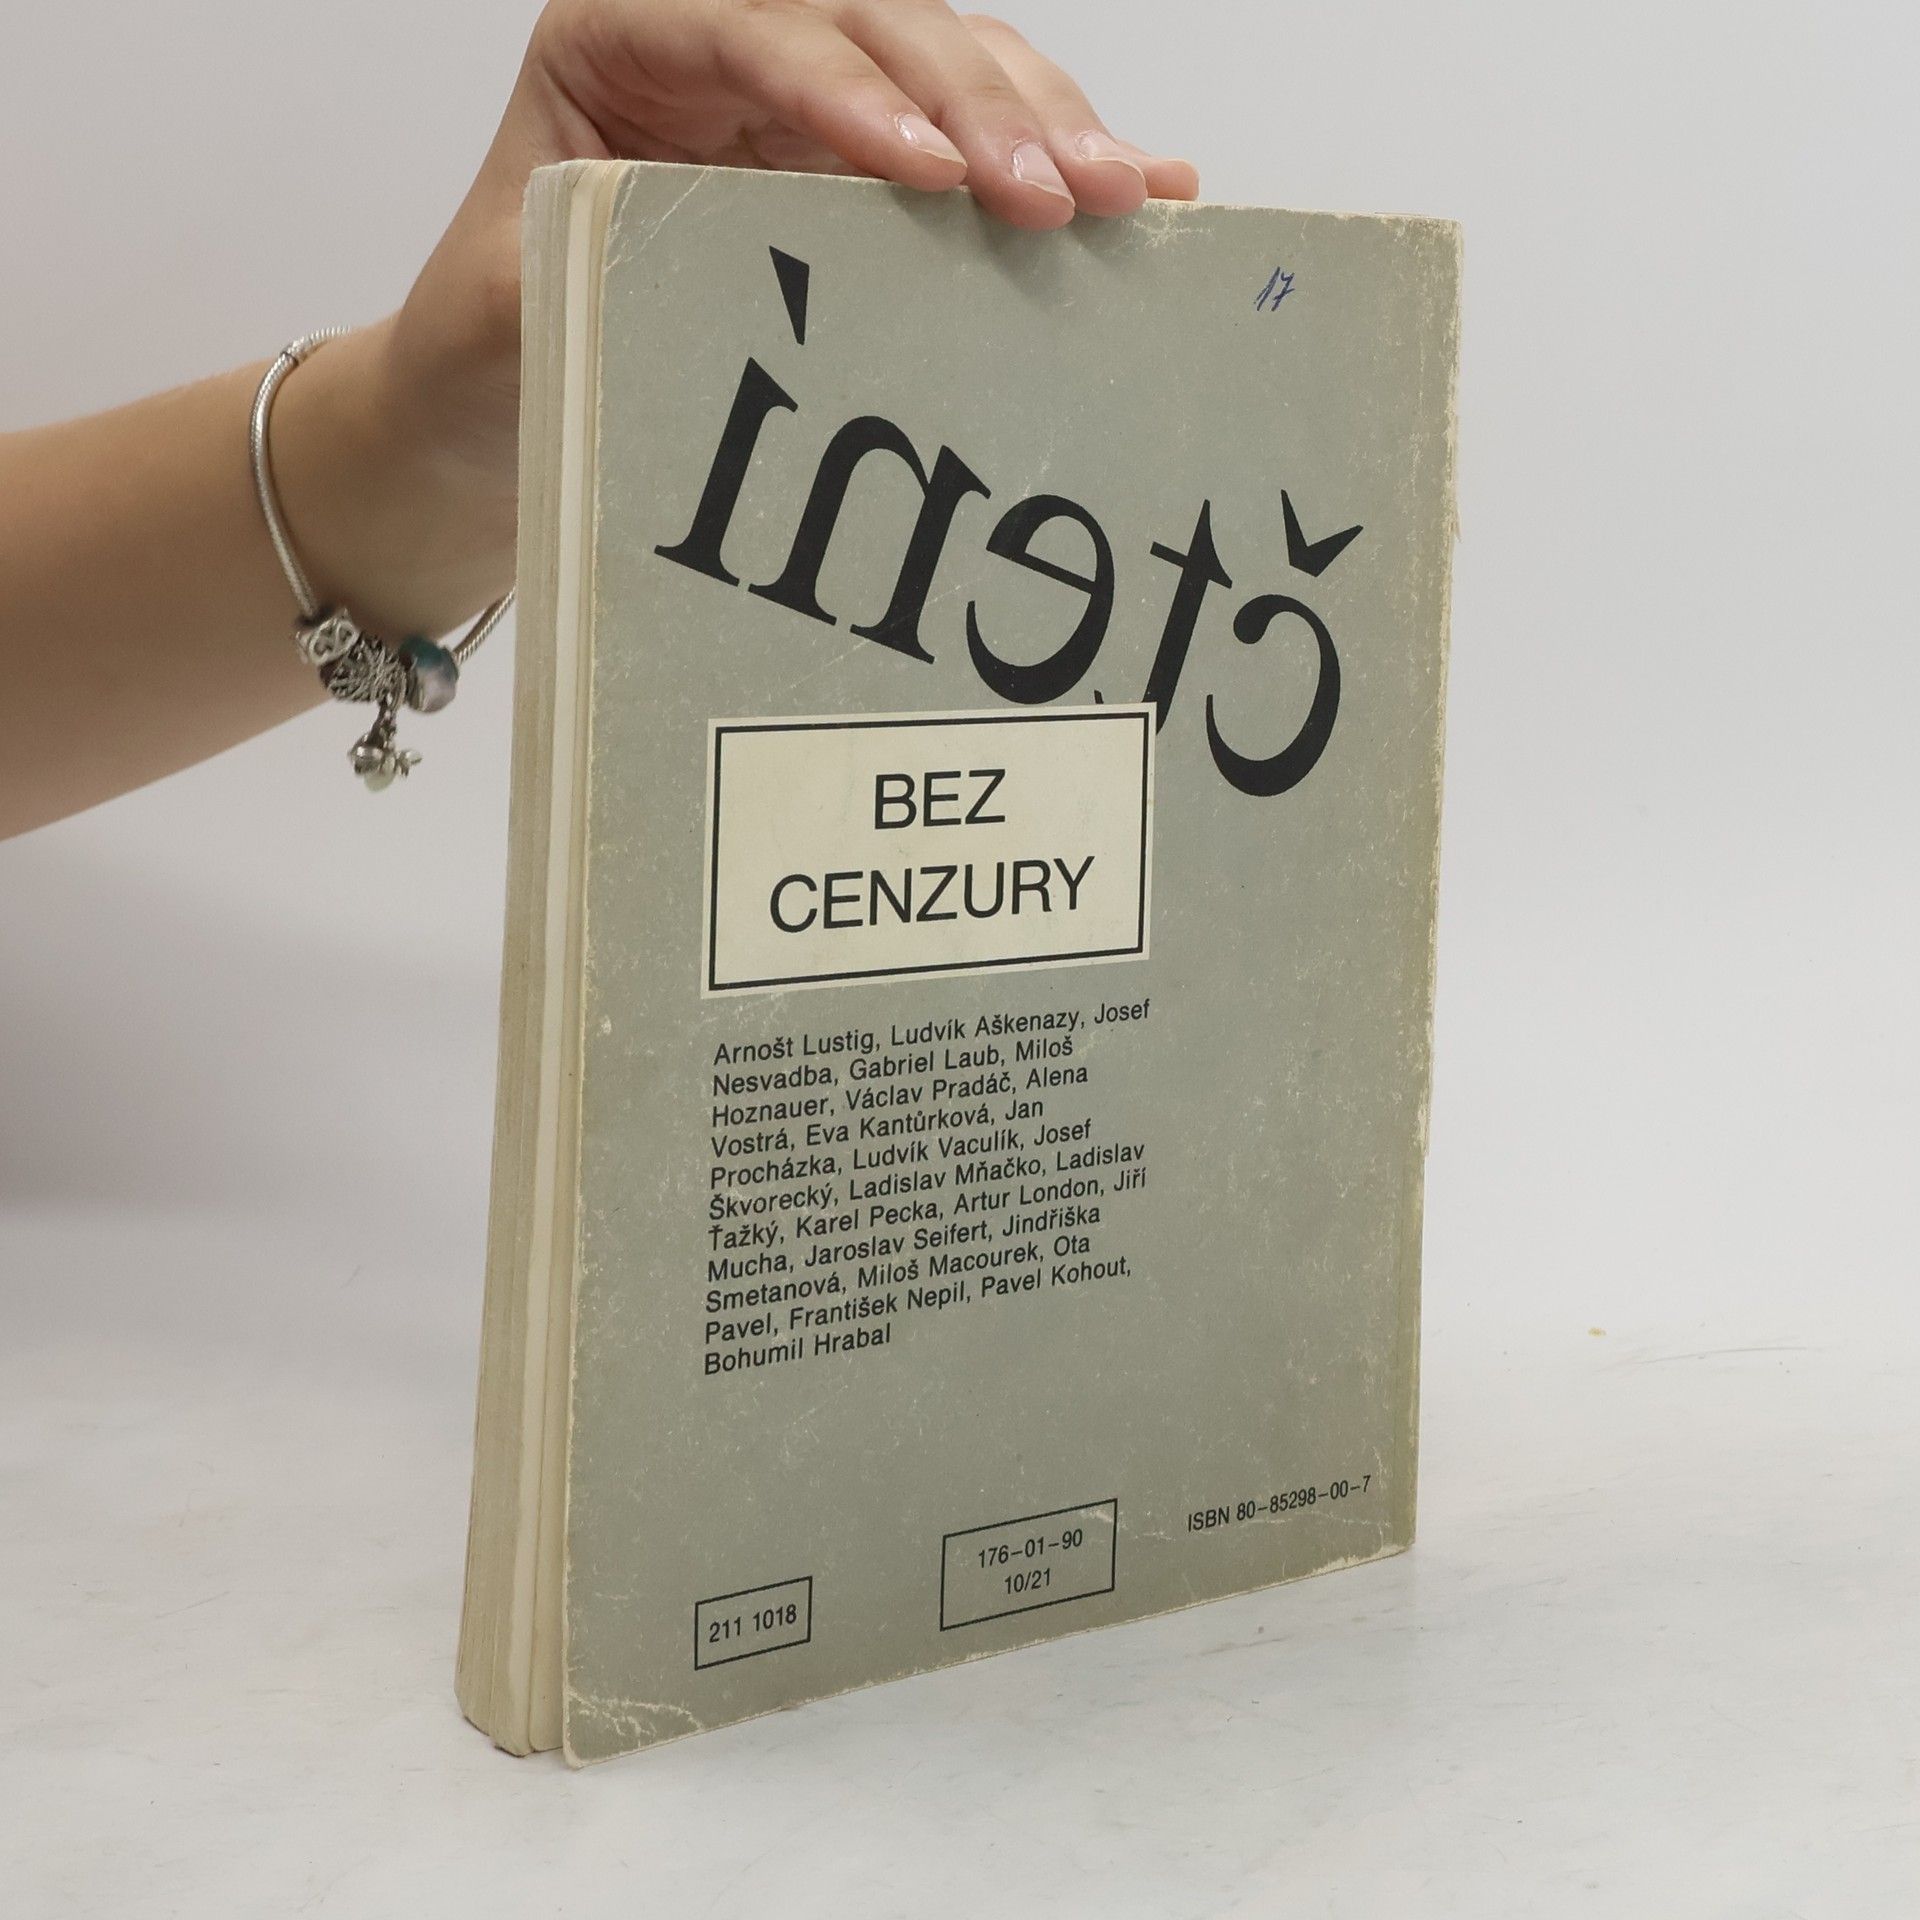 17
čtení
BEZ
CENZURY
Arnošt Lustig, Ludvík Aškenazy, Josef
Nesvadba, Gabriel Laub, Miloš
Hoznauer, Václav Pradáč, Alena
Vostrá, Eva Kantůrková, Jan
Procházka, Ludvík Vaculík, Josef
Škvorecký, Ladislav Mňačko, Ladislav
Ťažký, Karel Pecka, Artur London, Jiří
Mucha, Jaroslav Seifert, Jindřiška
Smetanová, Miloš Macourek, Ota
Pavel, František Nepil, Pavel Kohout,
Bohumil Hrabal
ISBN 80-85298-00-7
176-01-90
10/21
211 1018